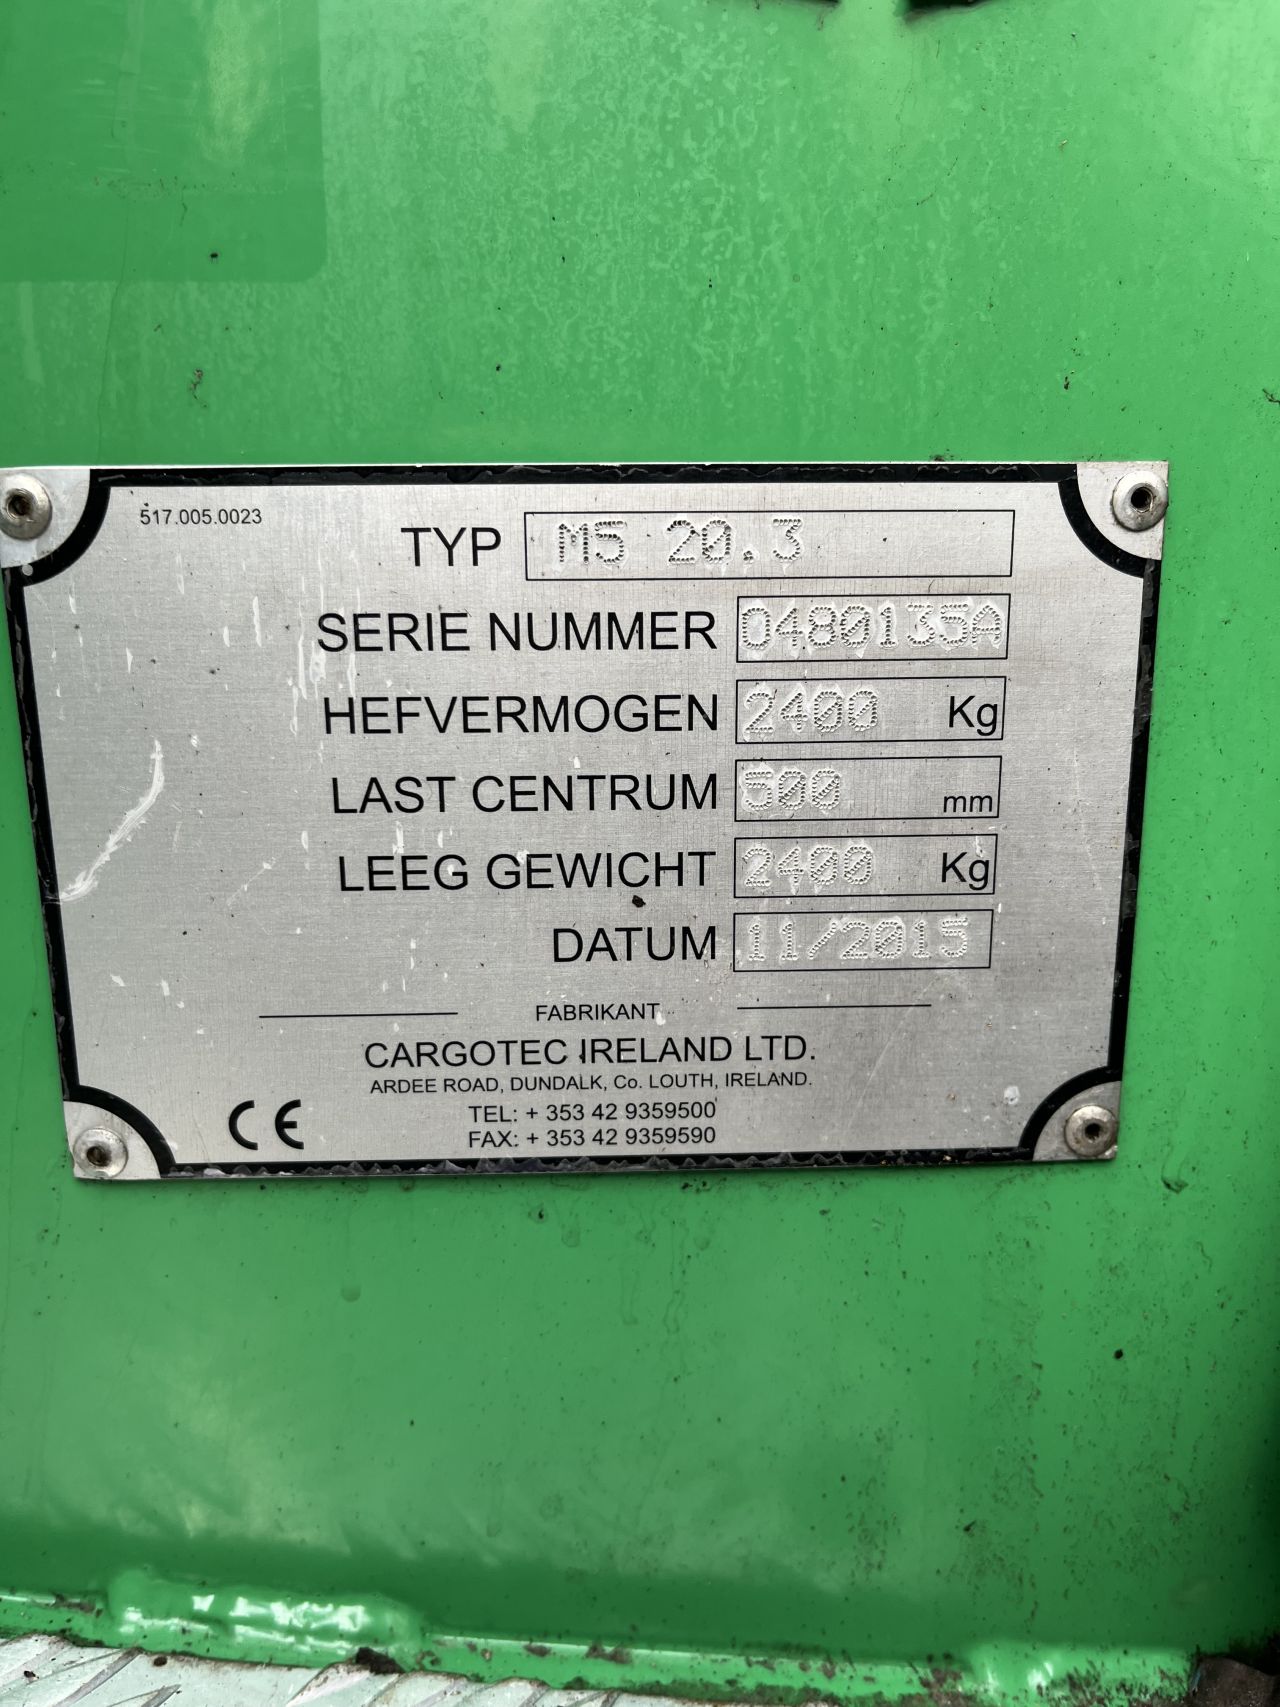 517.005.0023
TYP M5 20.3
SERIE NUMMER 0480135A
HEFVERMOGEN 2400 Kg
LAST CENTRUM 500 mm
LEEG GEWICHT 2400 Kg
DATUM 11/2015
FABRIKANT
CARGOTEC IRELAND LTD.
ARDEE ROAD, DUNDALK, Co. LOUTH, IRELAND.
TEL: + 353 42 9359500
FAX: + 353 42 9359590
CE